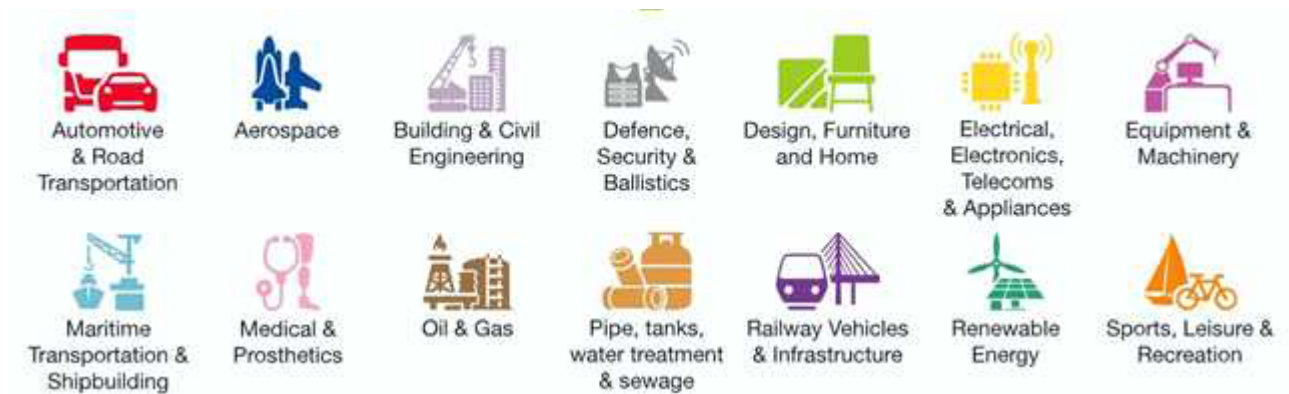 Automotive
& Road
Transportation
Aerospace
Building & Civil
Engineering
Defence,
Security &
Ballistics
Design, Furniture
and Home
Electrical,
Electronics,
Telecoms
& Appliances
Equipment &
Machinery
Maritime
Transportation &
Shipbuilding
Medical &
Prosthetics
Oil & Gas
Pipe, tanks,
water treatment
& sewage
Railway Vehicles
& Infrastructure
Renewable
Energy
Sports, Leisure &
Recreation